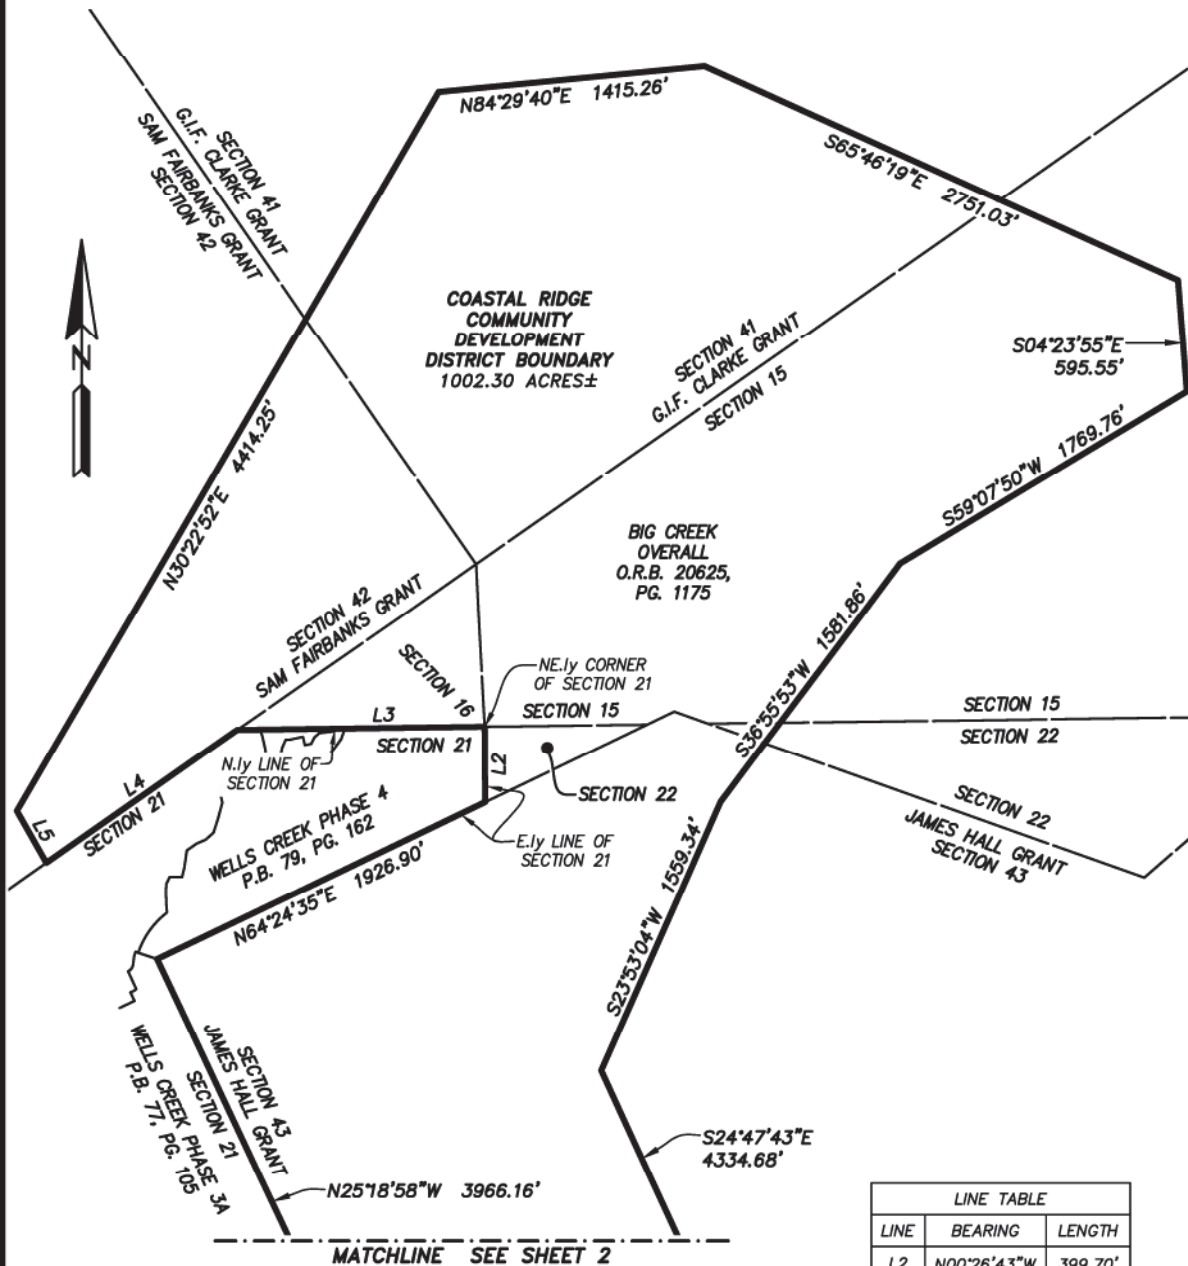 N84°29'40"E 1415.26'
S65°46'19"E 2751.03'
SECTION 41
G.I.F. CLARKE GRANT
SAM FAIRBANKS GRANT
SECTION 42
N
COASTAL RIDGE
COMMUNITY
DEVELOPMENT
DISTRICT BOUNDARY
1002.30 ACRES±
SECTION 41
G.I.F. CLARKE GRANT
SECTION 15
S04°23'55"E
595.55'
N30°22'52"E 4414.25'
S59°07'50"W 1769.76'
BIG CREEK
OVERALL
O.R.B. 20625,
PG. 1175
SECTION 42
SAM FAIRBANKS GRANT
S36°55'53"W 1581.86'
SECTION 16
NE.ly CORNER
OF SECTION 21
L3
SECTION 15
SECTION 15
SECTION 21
SECTION 22
N.ly LINE OF
SECTION 21
L2
L4
SECTION 21
L5
SECTION 22
WELLS CREEK PHASE 4
P.B. 79, PG. 162
E.ly LINE OF
SECTION 21
SECTION 22
JAMES HALL GRANT
SECTION 43
N64°24'35"E 1926.90'
S23°53'04"W 1559.34'
SECTION 43
JAMES HALL GRANT
SECTION 21
WELLS CREEK PHASE 3A
P.B. 77, PG. 105
S24°47'43"E
4334.68'
N25°18'58"W 3966.16'
MATCHLINE SEE SHEET 2
LINE TABLE
LINE BEARING LENGTH
L2 N00°26'43"W 399.70'